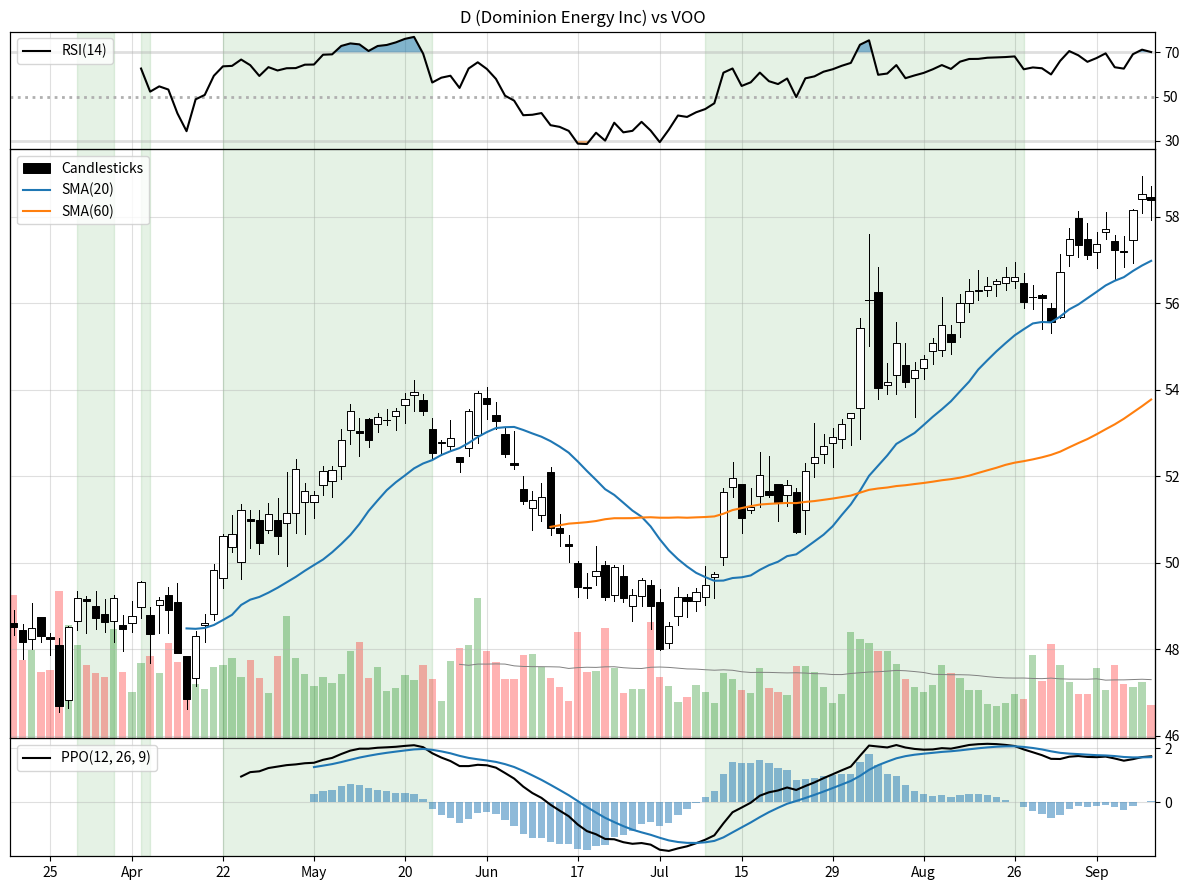 D (Dominion Energy Inc) vs VOO
RSI(14)
70
50
30
Candlesticks
SMA(20)
SMA(60)
58
56
54
52
50
48
46
PPO(12, 26, 9)
2
0
25 Apr 22 May 20 Jun 17 Jul 15 29 Aug 26 Sep